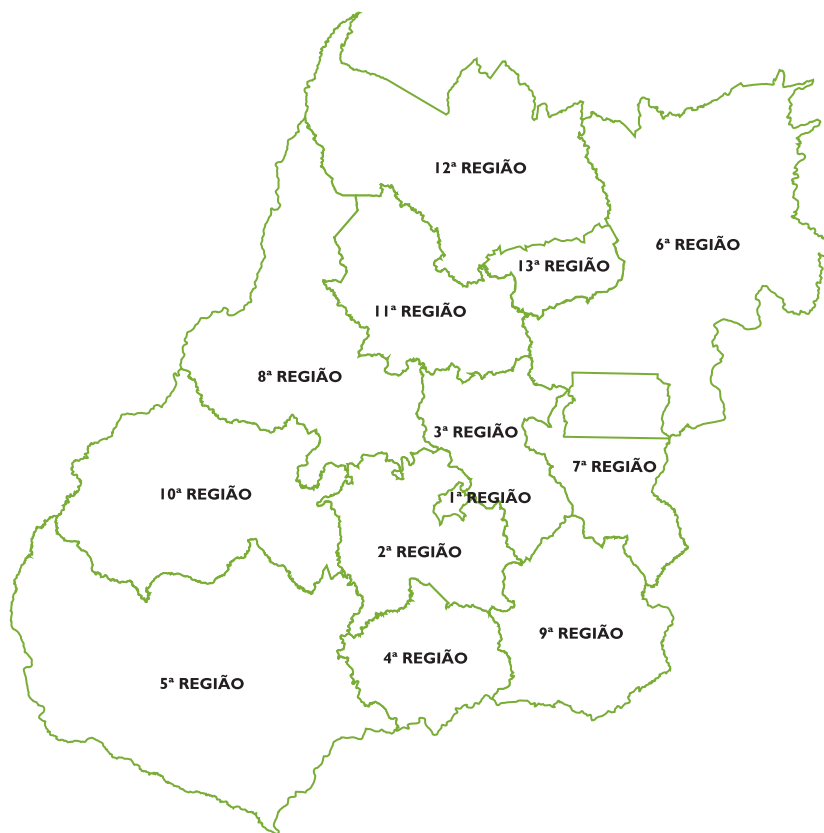 12ª REGIÃO
6ª REGIÃO
13ª REGIÃO
11ª REGIÃO
8ª REGIÃO
3ª REGIÃO
7ª REGIÃO
10ª REGIÃO
1ª REGIÃO
2ª REGIÃO
9ª REGIÃO
4ª REGIÃO
5ª REGIÃO